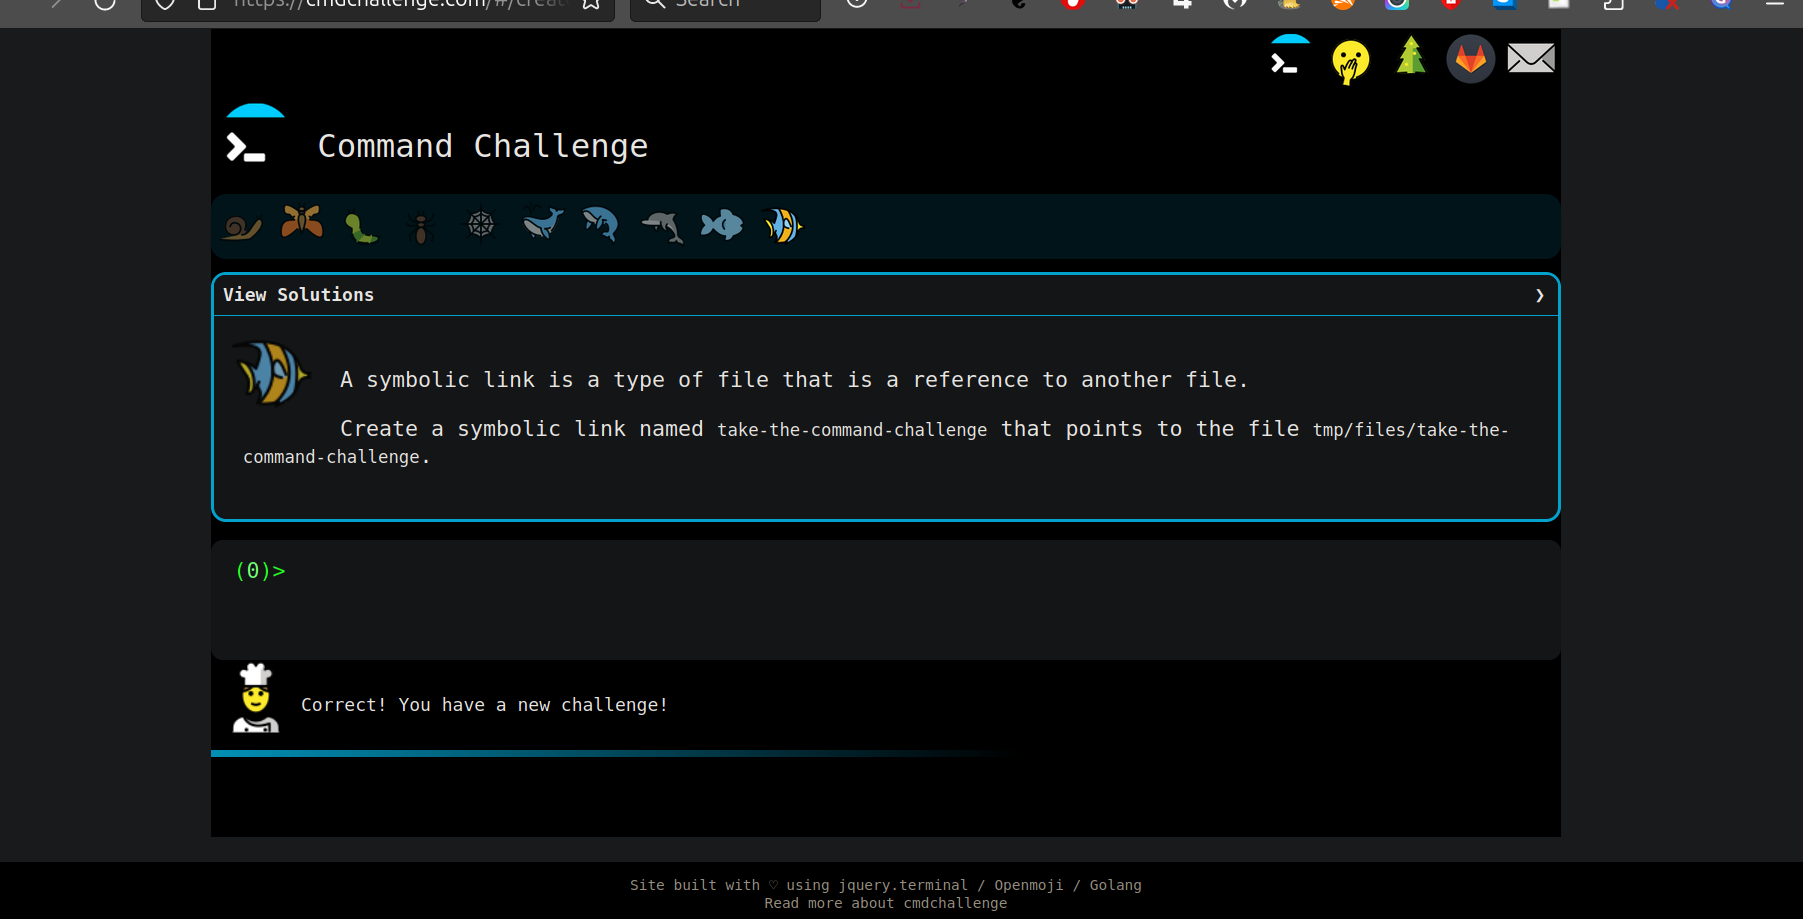 https://cmdchallenge.com/#/creat
Search
Command Challenge
View Solutions
A symbolic link is a type of file that is a reference to another file.
Create a symbolic link named take-the-command-challenge that points to the file tmp/files/take-the-
command-challenge.
(0)>
Correct! You have a new challenge!
Site built with ♡ using jquery.terminal / Openmoji / Golang
Read more about cmdchallenge